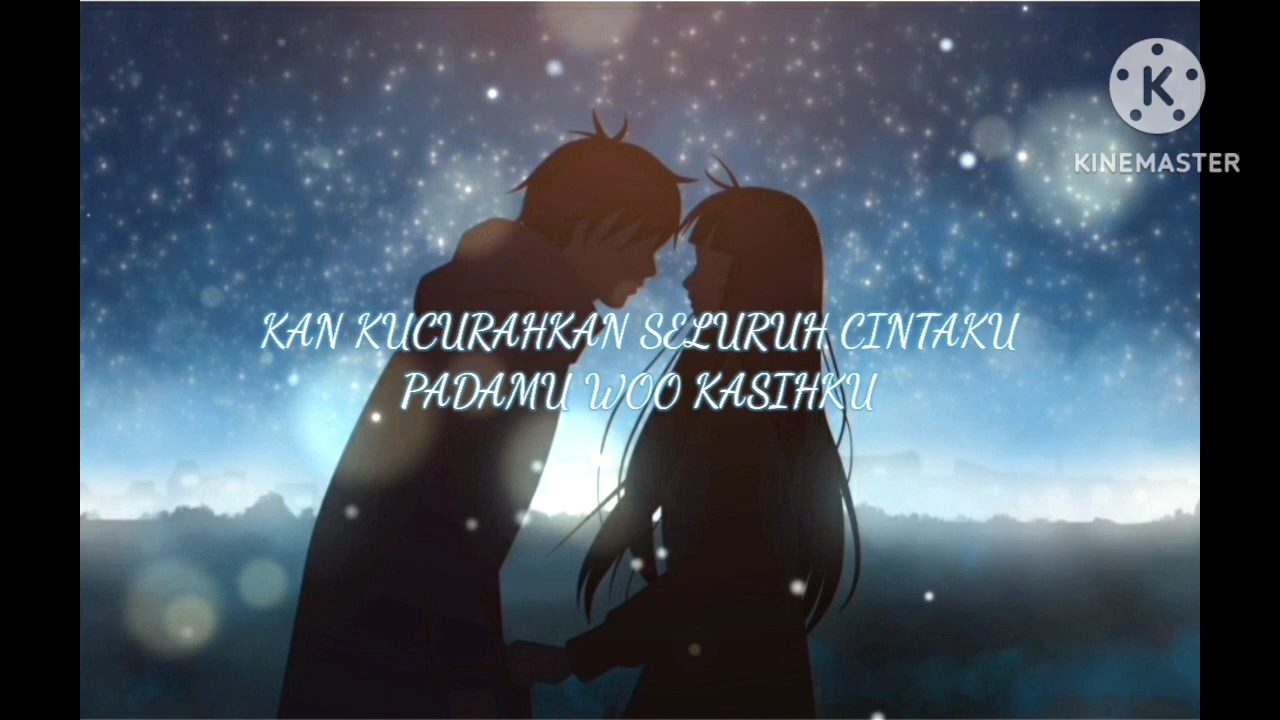 K
KINEMASTER
KAN KUCURAHKAN SELURUH CINTAKU
PADAMU WOO KASIHKU